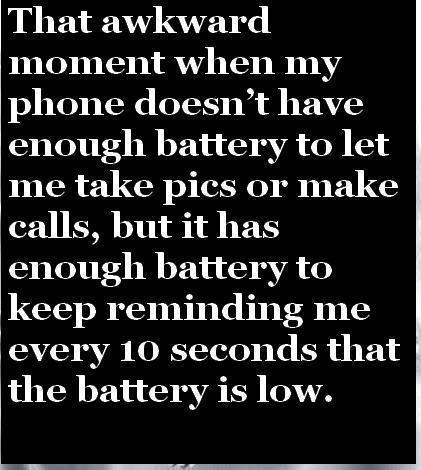 That awkward
moment when my
phone doesn’t have
enough battery to let
me take pics or make
calls, but it has
enough battery to
keep reminding me
every 10 seconds that
the battery is low.